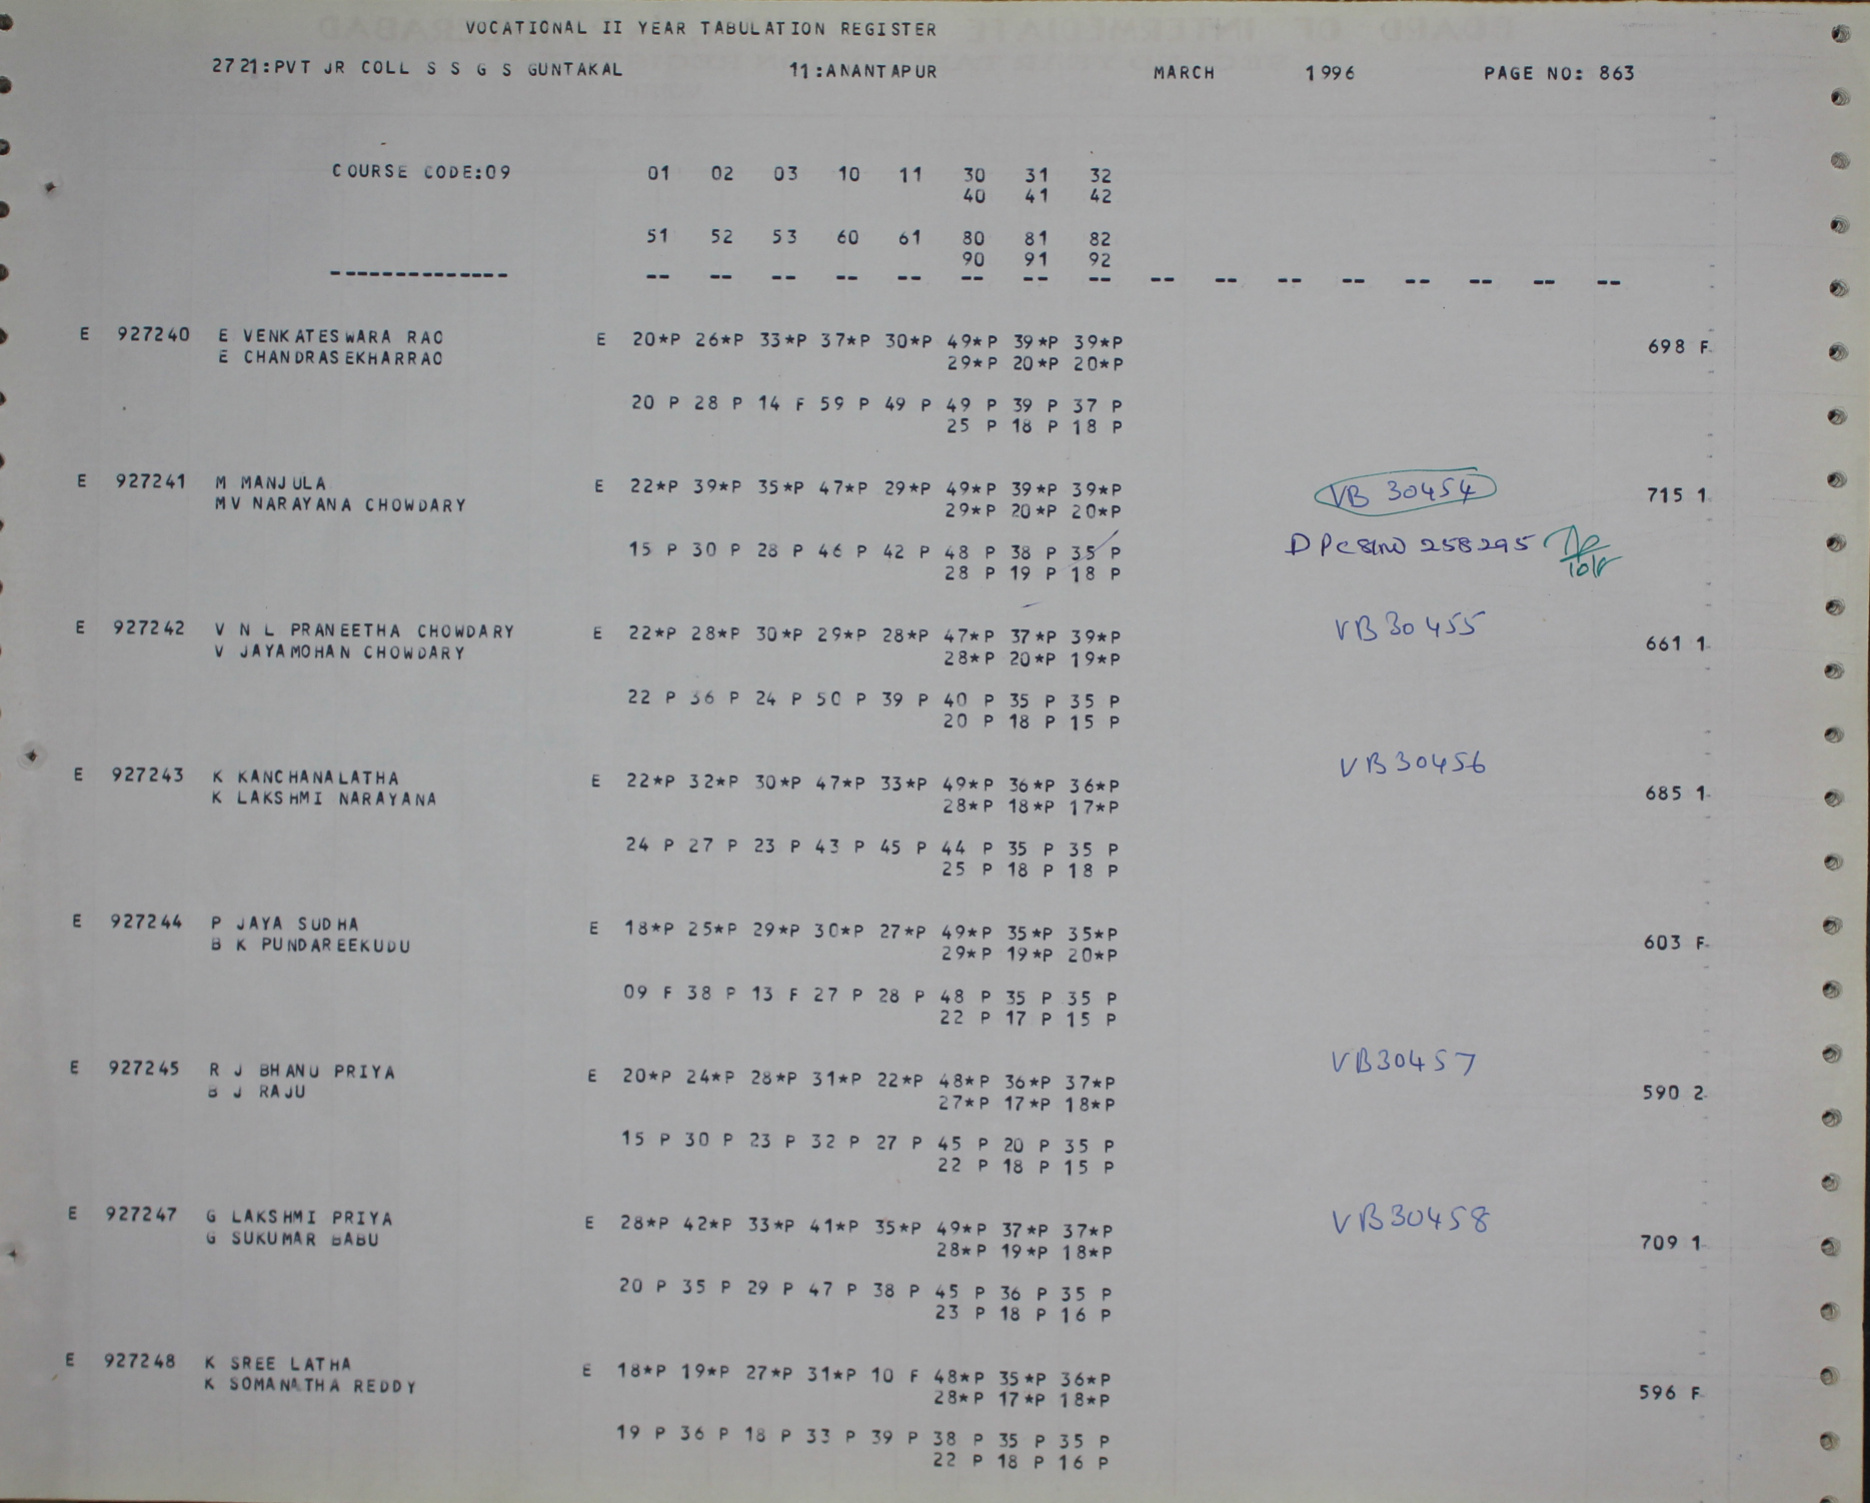 VOCATIONAL II YEAR TABULATION REGISTER
2721:PVT JR COLL S S G S GUNTAKAL 11:ANANTAPUR MARCH 1996 PAGE NO: 863
COURSE CODE:09 01 02 03 10 11 30 31 32
40 41 42
51 52 53 60 61 80 81 82
90 91 92
-------------- -- -- -- -- -- -- -- -- -- -- -- -- -- -- -- --
E 927240 E VENKATESWARA RAO E 20*P 26*P 33*P 37*P 30*P 49*P 39*P 39*P 698 F
E CHANDRASEKHARRAO 29*P 20*P 20*P
20 P 28 P 14 F 59 P 49 P 49 P 39 P 37 P
25 P 18 P 18 P
E 927241 M MANJULA E 22*P 39*P 35*P 47*P 29*P 49*P 39*P 39*P VB 30454 715 1
MV NARAYANA CHOWDARY 29*P 20*P 20*P
15 P 30 P 28 P 46 P 42 P 48 P 38 P 35 P 258295
28 P 19 P 18 P
E 927242 V N L PRANEETHA CHOWDARY E 22*P 28*P 30*P 29*P 28*P 47*P 37*P 39*P VB30455 661 1
V JAYAMOHAN CHOWDARY 28*P 20*P 19*P
22 P 36 P 24 P 50 P 39 P 40 P 35 P 35 P
20 P 18 P 15 P
E 927243 K KANCHANALATHA E 22*P 32*P 30*P 47*P 33*P 49*P 36*P 36*P VB30456 685 1
K LAKSHMI NARAYANA 28*P 18*P 17*P
24 P 27 P 23 P 43 P 45 P 44 P 35 P 35 P
25 P 18 P 18 P
E 927244 P JAYA SUDHA E 18*P 25*P 29*P 30*P 27*P 49*P 35*P 35*P 603 F
B K PUNDAREEKUDU 29*P 19*P 20*P
09 F 38 P 13 F 27 P 28 P 48 P 35 P 35 P
22 P 17 P 15 P
E 927245 R J BHANU PRIYA E 20*P 24*P 28*P 31*P 22*P 48*P 36*P 37*P VB30457 590 2
B J RAJU 27*P 17*P 18*P
15 P 30 P 23 P 32 P 27 P 45 P 20 P 35 P
22 P 18 P 15 P
E 927247 G LAKSHMI PRIYA E 28*P 42*P 33*P 41*P 35*P 49*P 37*P 37*P VB30458 709 1
G SUKUMAR BABU 28*P 19*P 18*P
20 P 35 P 29 P 47 P 38 P 45 P 36 P 35 P
23 P 18 P 16 P
E 927248 K SREE LATHA E 18*P 19*P 27*P 31*P 10 F 48*P 35*P 36*P 596 F
K SOMANATHA REDDY 28*P 17*P 18*P
19 P 36 P 18 P 33 P 39 P 38 P 35 P 35 P
22 P 18 P 16 P